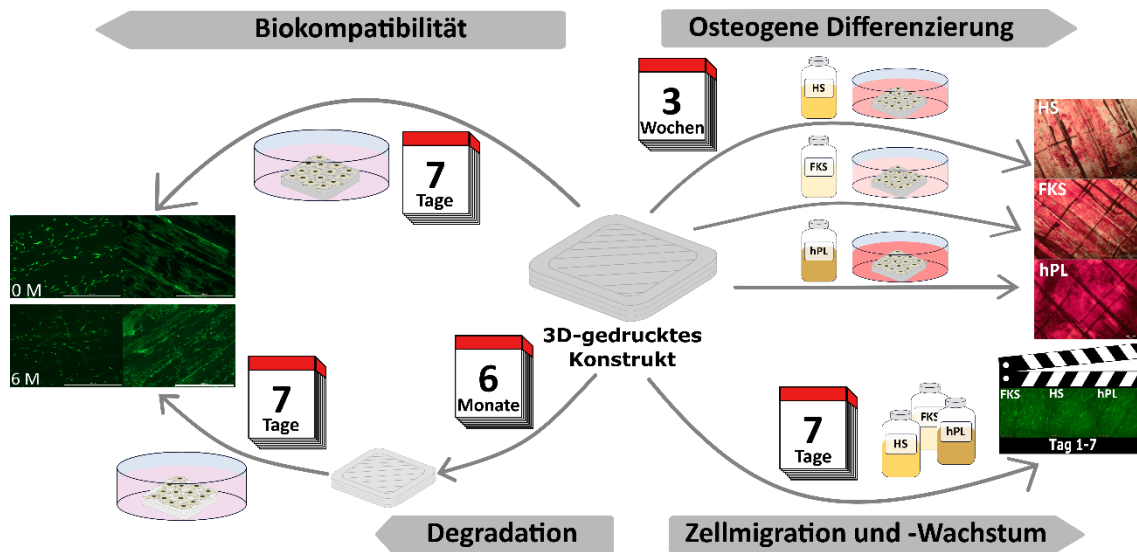 Biokompatibilität
Osteogene Differenzierung
3
Wochen
HS
FKS
hPL
HS
FKS
hPL
7
Tage
0 M
6 M
3D-gedrucktes
Konstrukt
6
Monate
7
Tage
7
Tage
HS
FKS
hPL
FKS HS hPL
Tag 1-7
Degradation
Zellmigration und -Wachstum